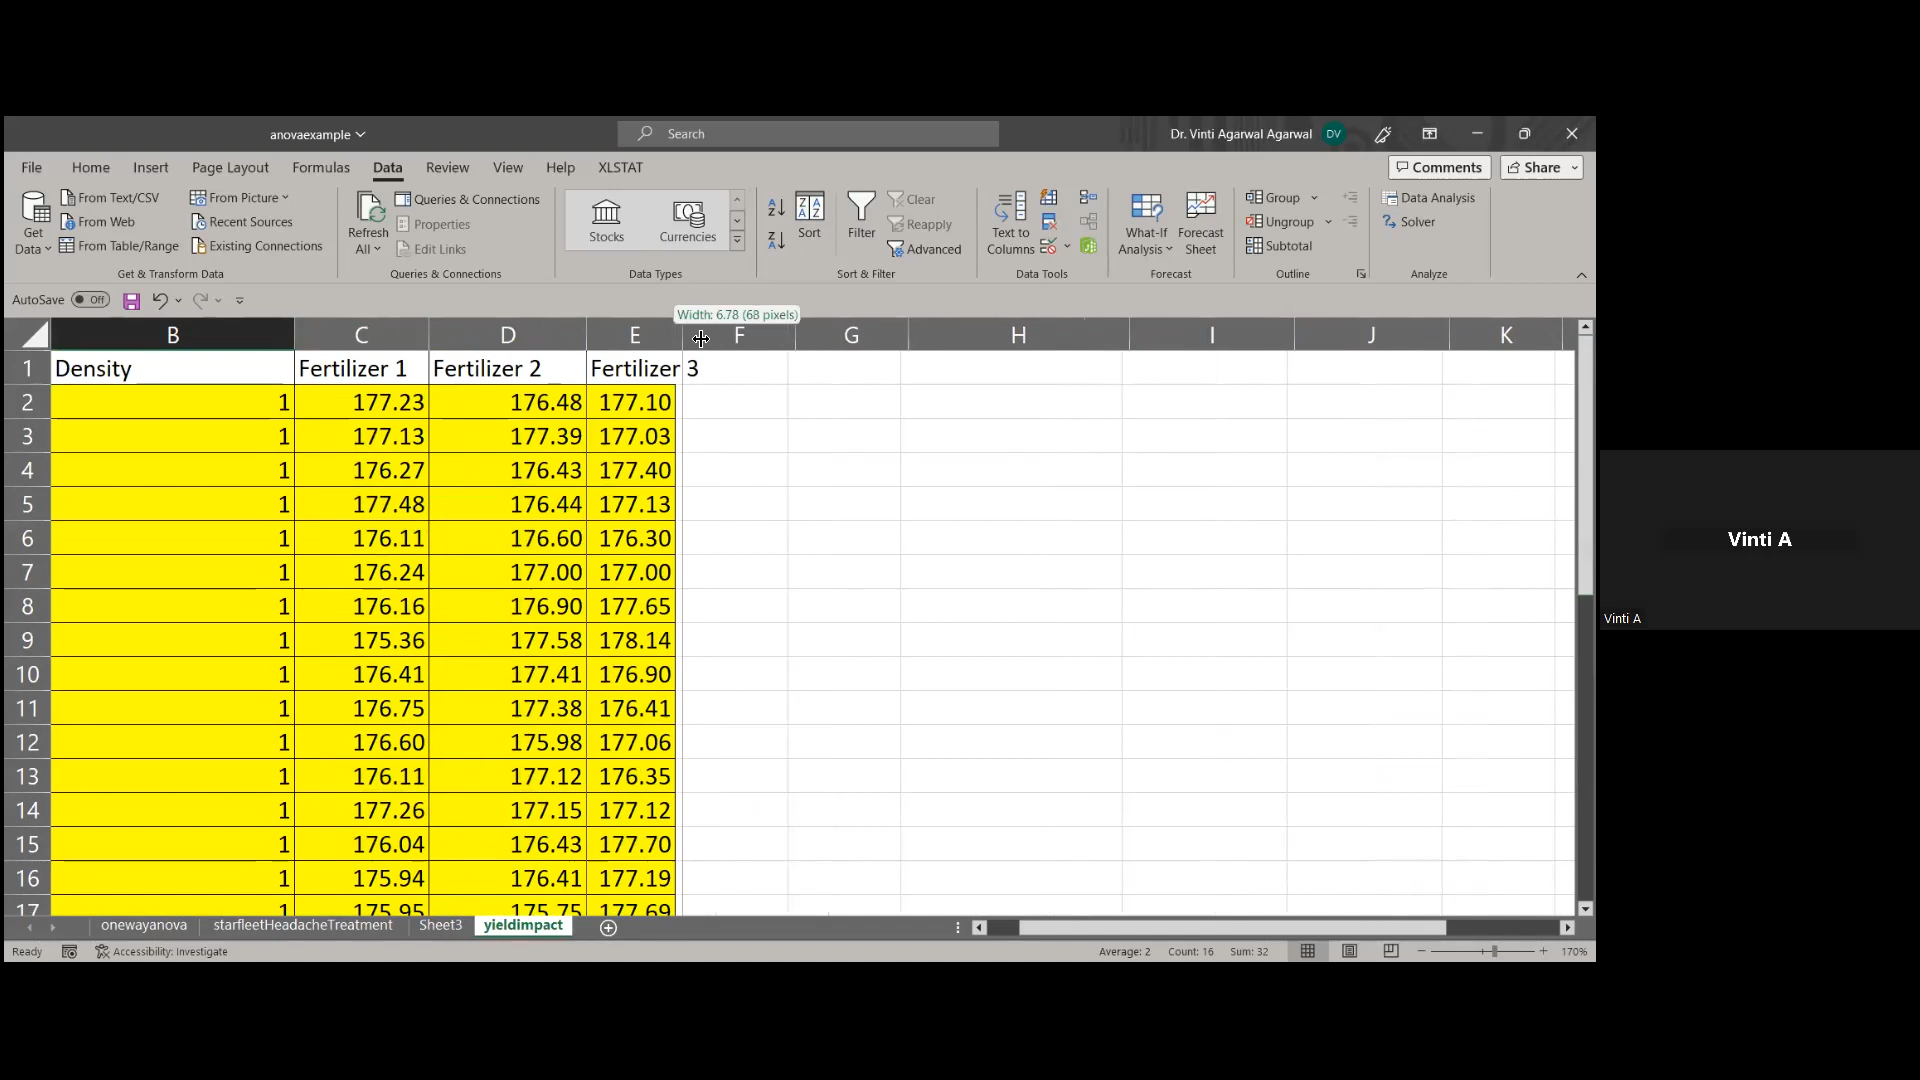 anovaexample
Search
Dr. Vinti Agarwal Agarwal DV
File Home Insert Page Layout Formulas Data Review View Help XLSTAT
Comments Share
Get Data
From Text/CSV
From Web
From Table/Range
From Picture
Recent Sources
Existing Connections
Get & Transform Data
Refresh All
Queries & Connections
Properties
Edit Links
Queries & Connections
Stocks
Currencies
Data Types
Sort
Filter
Clear
Reapply
Advanced
Sort & Filter
Text to Columns
Data Tools
What-If Analysis
Forecast Sheet
Forecast
Group
Ungroup
Subtotal
Outline
Data Analysis
Solver
Analyze
AutoSave Off
Width: 6.78 (68 pixels)
B C D E F G H I J K
1 Density Fertilizer 1 Fertilizer 2 Fertilizer 3
2 1 177.23 176.48 177.10
3 1 177.13 177.39 177.03
4 1 176.27 176.43 177.40
5 1 177.48 176.44 177.13
6 1 176.11 176.60 176.30
7 1 176.24 177.00 177.00
8 1 176.16 176.90 177.65
9 1 175.36 177.58 178.14
10 1 176.41 177.41 176.90
11 1 176.75 177.38 176.41
12 1 176.60 175.98 177.06
13 1 176.11 177.12 176.35
14 1 177.26 177.15 177.12
15 1 176.04 176.43 177.70
16 1 175.94 176.41 177.19
17 1 175.95 175.75 177.69
onewayanova starfleetHeadacheTreatment Sheet3 yieldimpact
Ready Accessibility: Investigate Average: 2 Count: 16 Sum: 32 170%
Vinti A
Vinti A